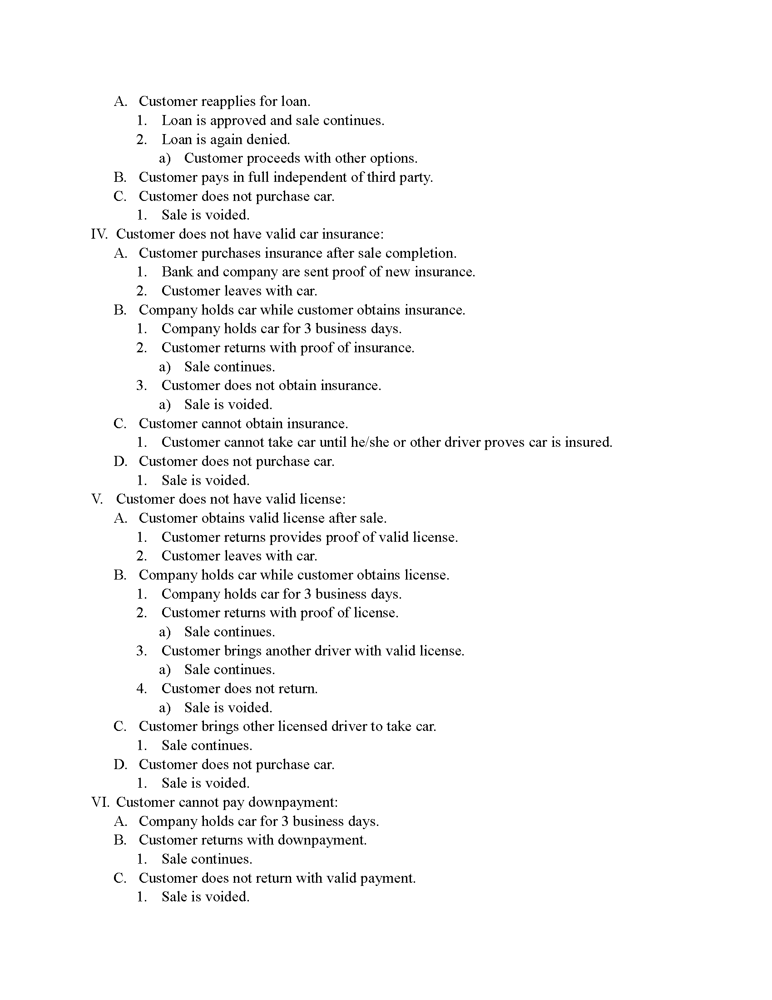 A. Customer reapplies for loan.
1. Loan is approved and sale continues.
2. Loan is again denied.
a) Customer proceeds with other options.
B. Customer pays in full independent of third party.
C. Customer does not purchase car.
1. Sale is voided.
IV. Customer does not have valid car insurance:
A. Customer purchases insurance after sale completion.
1. Bank and company are sent proof of new insurance.
2. Customer leaves with car.
B. Company holds car while customer obtains insurance.
1. Company holds car for 3 business days.
2. Customer returns with proof of insurance.
a) Sale continues.
3. Customer does not obtain insurance.
a) Sale is voided.
C. Customer cannot obtain insurance.
1. Customer cannot take car until he/she or other driver proves car is insured.
D. Customer does not purchase car.
1. Sale is voided.
V. Customer does not have valid license:
A. Customer obtains valid license after sale.
1. Customer returns provides proof of valid license.
2. Customer leaves with car.
B. Company holds car while customer obtains license.
1. Company holds car for 3 business days.
2. Customer returns with proof of license.
a) Sale continues.
3. Customer brings another driver with valid license.
a) Sale continues.
4. Customer does not return.
a) Sale is voided.
C. Customer brings other licensed driver to take car.
1. Sale continues.
D. Customer does not purchase car.
1. Sale is voided.
VI. Customer cannot pay downpayment:
A. Company holds car for 3 business days.
B. Customer returns with downpayment.
1. Sale continues.
C. Customer does not return with valid payment.
1. Sale is voided.